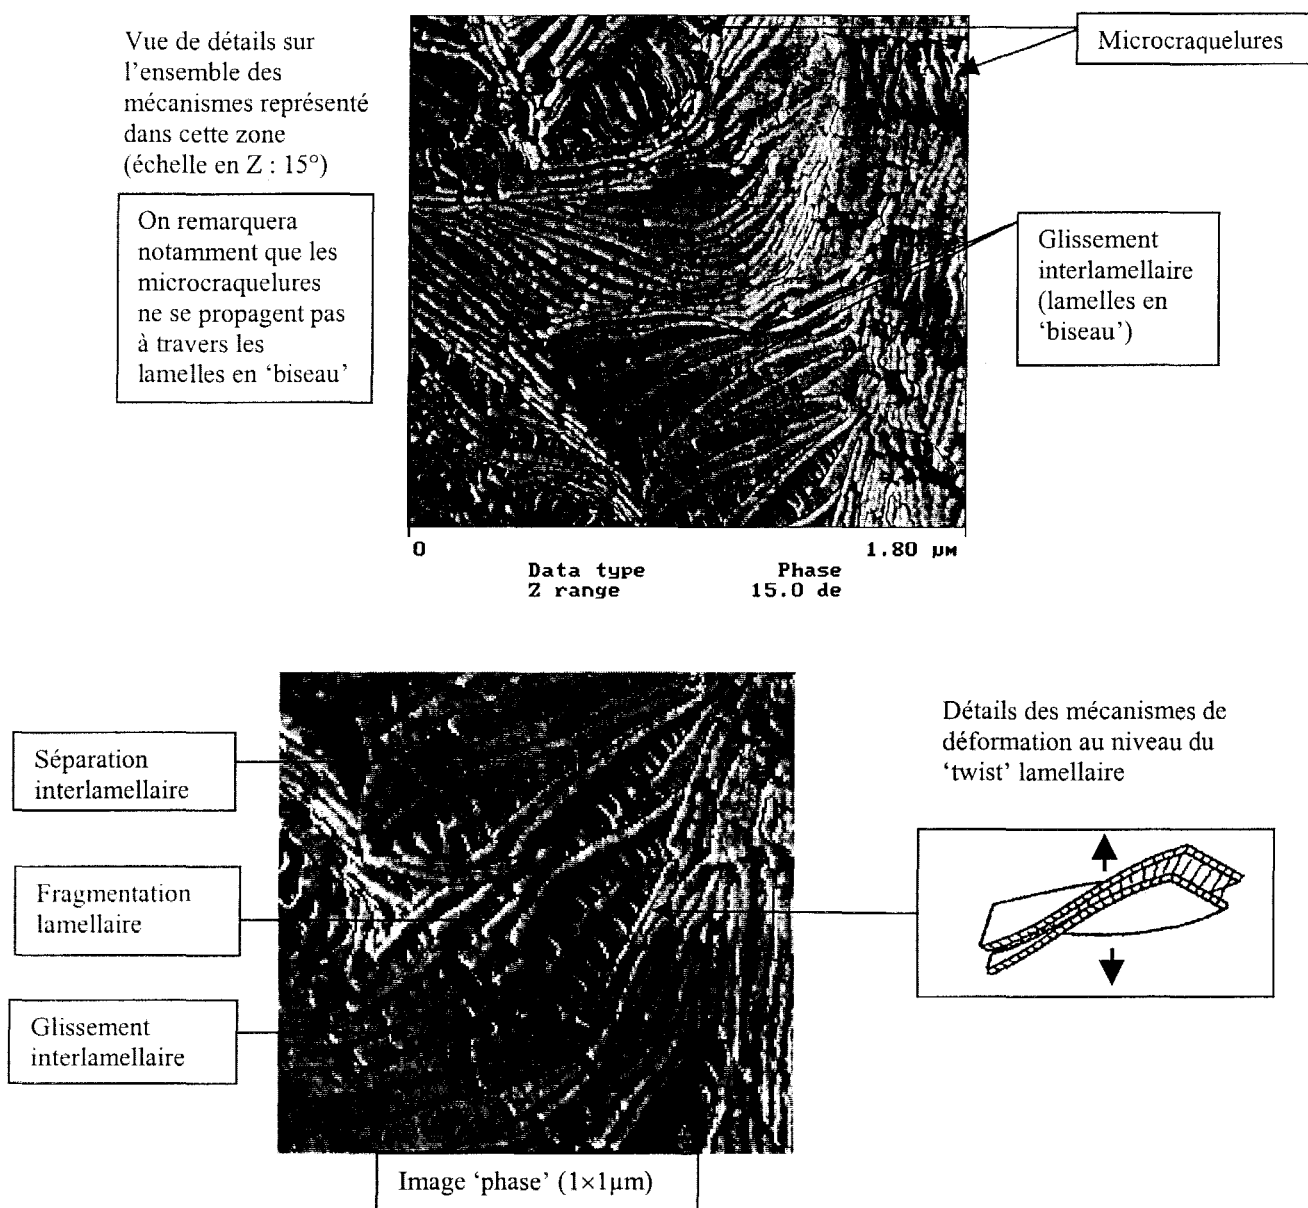 Vue de détails sur
l'ensemble des
mécanismes représenté
dans cette zone
(échelle en Z : 15°)
On remarquera
notamment que les
microcraquelures
ne se propagent pas
à travers les
lamelles en ‘biseau’
Microcraquelures
Glissement
interlamellaire
(lamelles en
‘biseau’)
0 1.80 µM
Data type Phase
Z range 15.0 de
Séparation
interlamellaire
Fragmentation
lamellaire
Glissement
interlamellaire
Détails des mécanismes de
déformation au niveau du
‘twist’ lamellaire
Image ‘phase’ (1×1µm)